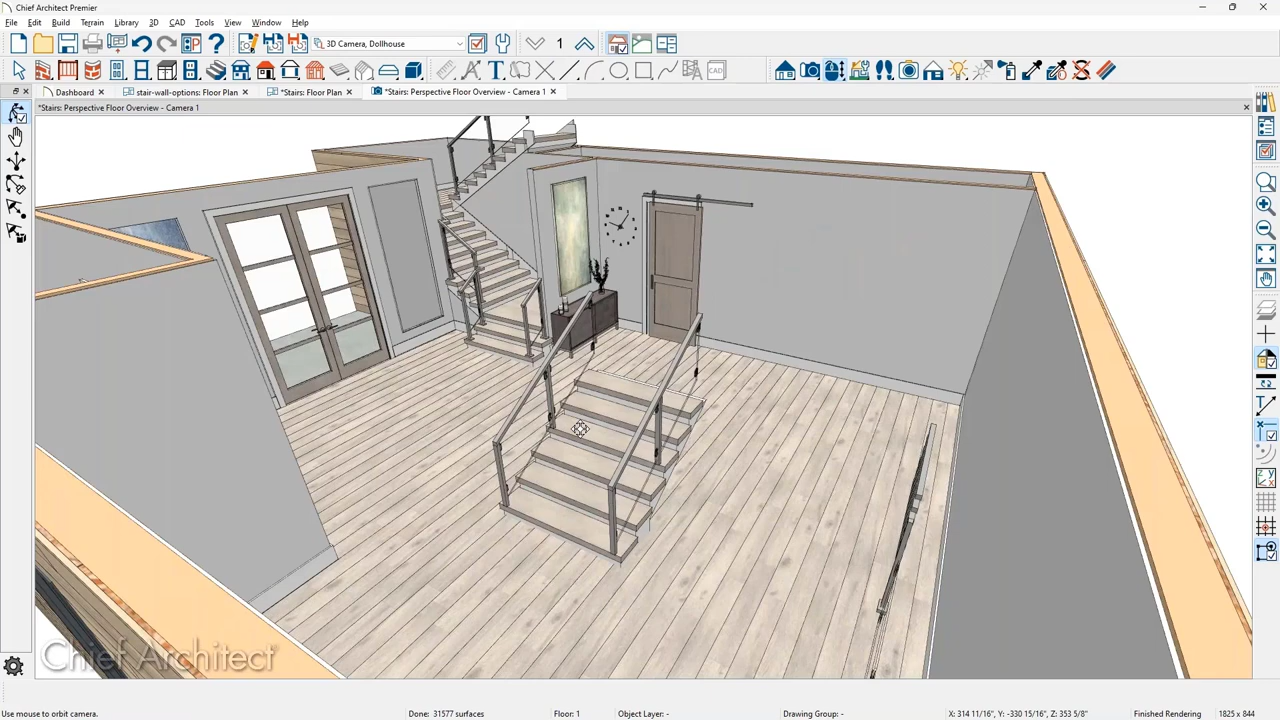 Chief Architect Premier
File Edit Build Terrain Library 3D CAD Tools View Window Help
3D Camera, Dollhouse 1
CAD
Dashboard stair-wall-options: Floor Plan *Stairs: Floor Plan *Stairs: Perspective Floor Overview - Camera 1
*Stairs: Perspective Floor Overview - Camera 1
Chief Architect
Use mouse to orbit camera. Done: 31577 surfaces Floor: 1 Object Layer: - Drawing Group: - X: 314 11/16", Y: -330 15/16", Z: 353 5/8" Finished Rendering 1825 x 844